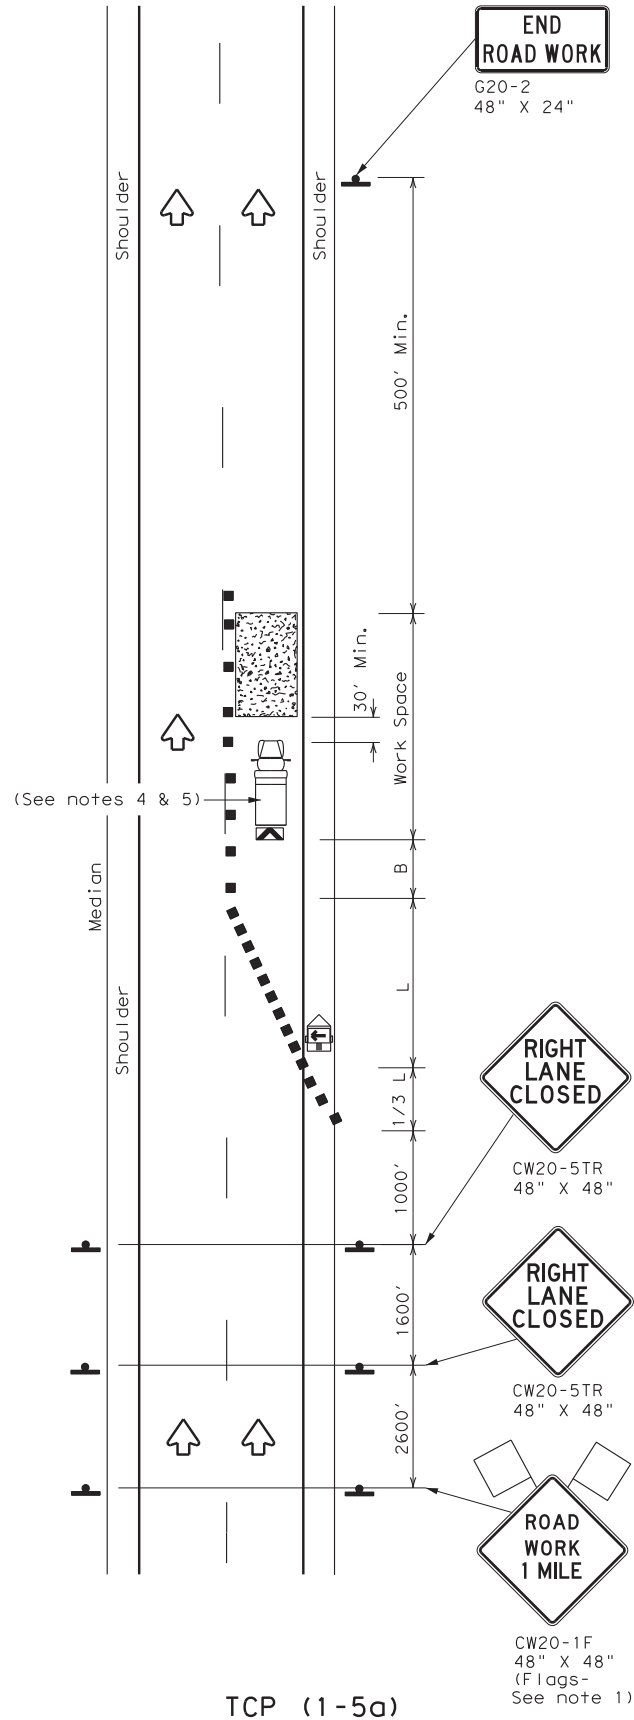 END
ROAD WORK
G20-2
48" X 24"
Shoulder
Shoulder
500' Min.
30' Min.
Work Space
(See notes 4 & 5)
B
Median
L
Shoulder
RIGHT
LANE
CLOSED
1/3 L
CW20-5TR
48" X 48"
1000'
RIGHT
LANE
CLOSED
1600'
CW20-5TR
48" X 48"
2600'
ROAD
WORK
1 MILE
CW20-1F
48" X 48"
(Flags-
See note 1)
TCP (1-5a)